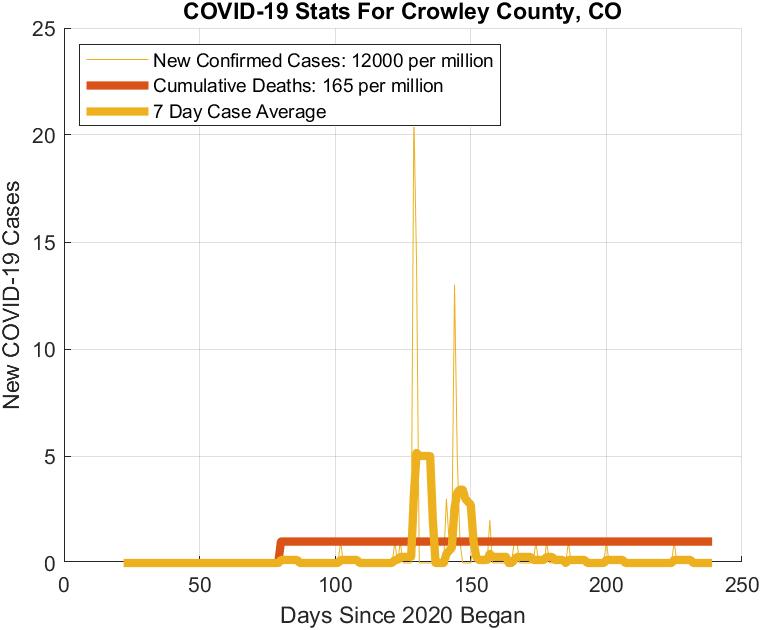 COVID-19 Stats For Crowley County, CO
New Confirmed Cases: 12000 per million
Cumulative Deaths: 165 per million
7 Day Case Average
25
20
15
10
5
0
New COVID-19 Cases
0 50 100 150 200 250
Days Since 2020 Began